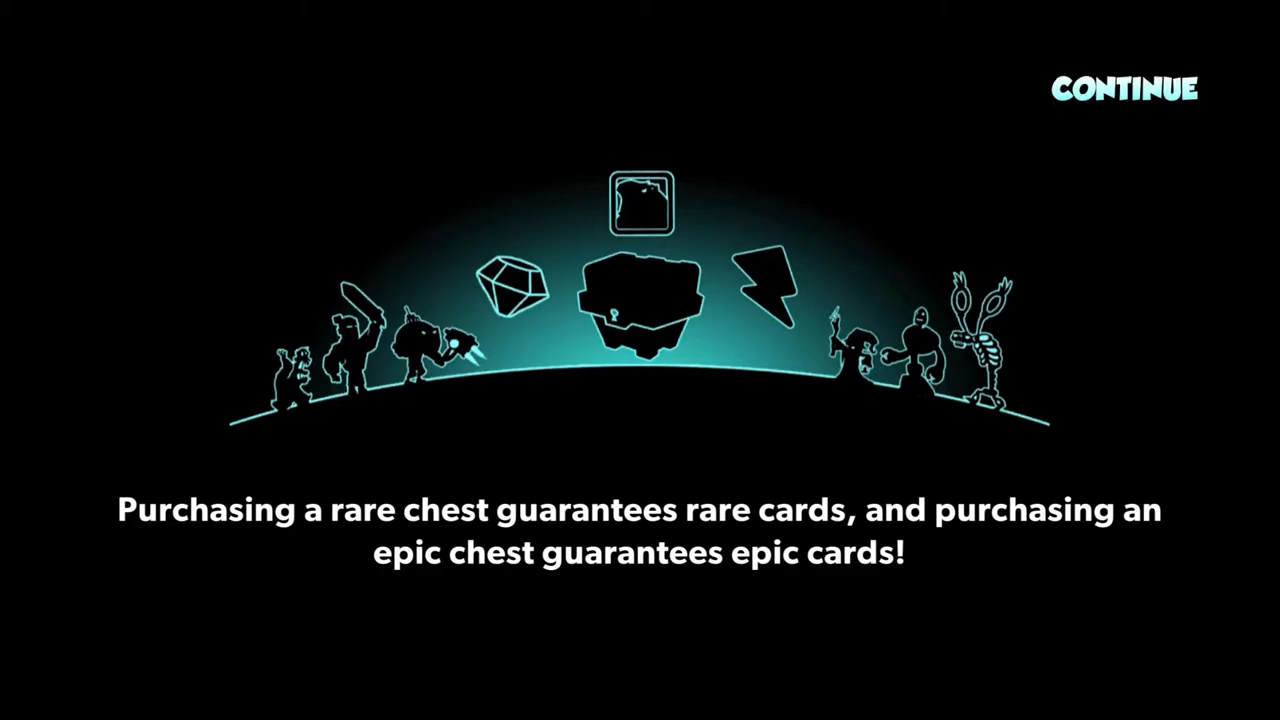 CONTINUE
Purchasing a rare chest guarantees rare cards, and purchasing an
epic chest guarantees epic cards!